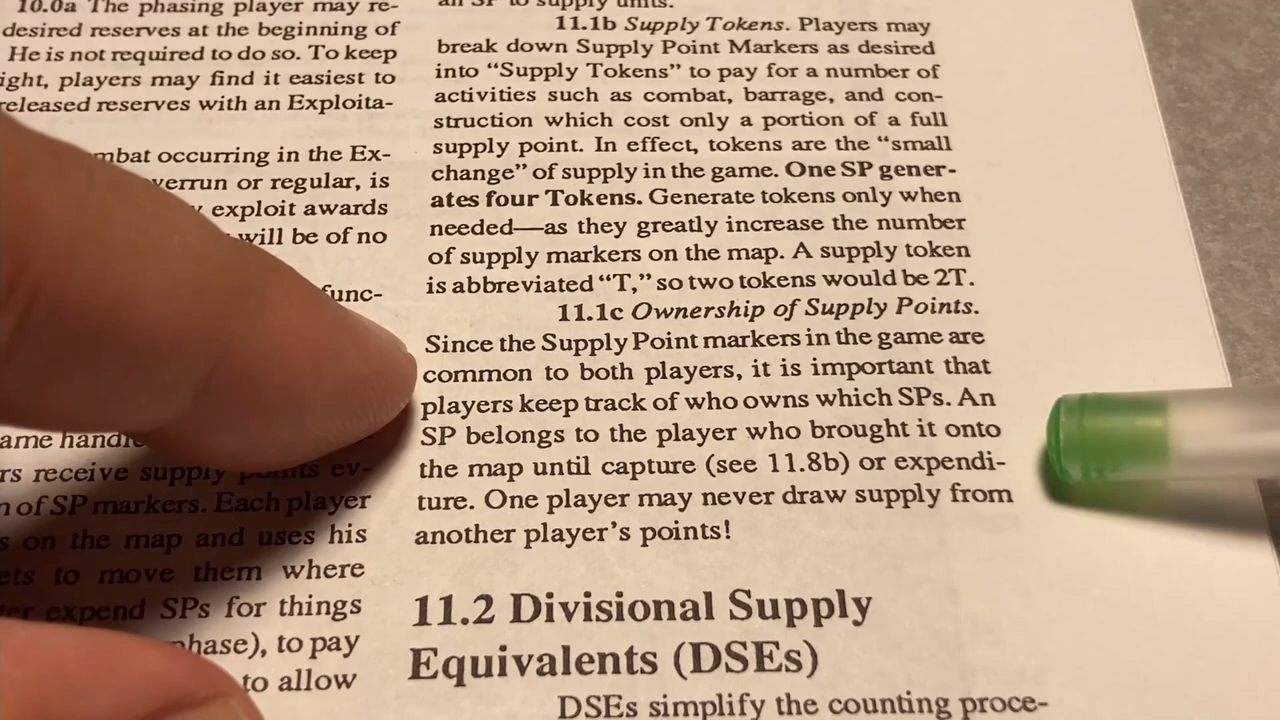 10.0a The phasing player may re-
desired reserves at the beginning of
He is not required to do so. To keep
players may find it easiest to
released reserves with an Exploita-
occurring in the Ex-
or regular, is
exploit awards
will be of no
func-
rs receive supply points ev-
of SP markers. Each player
on the map and uses his
to move them where
expend SPs for things
to pay
to allow
an SP to supply units.
11.1b Supply Tokens. Players may
break down Supply Point Markers as desired
into “Supply Tokens” to pay for a number of
activities such as combat, barrage, and con-
struction which cost only a portion of a full
supply point. In effect, tokens are the “small
change” of supply in the game. One SP gener-
ates four Tokens. Generate tokens only when
needed—as they greatly increase the number
of supply markers on the map. A supply token
is abbreviated “T,” so two tokens would be 2T.
11.1c Ownership of Supply Points.
Since the Supply Point markers in the game are
common to both players, it is important that
players keep track of who owns which SPs. An
SP belongs to the player who brought it onto
the map until capture (see 11.8b) or expendi-
ture. One player may never draw supply from
another player’s points!
11.2 Divisional Supply
Equivalents (DSEs)
DSEs simplify the counting proce-